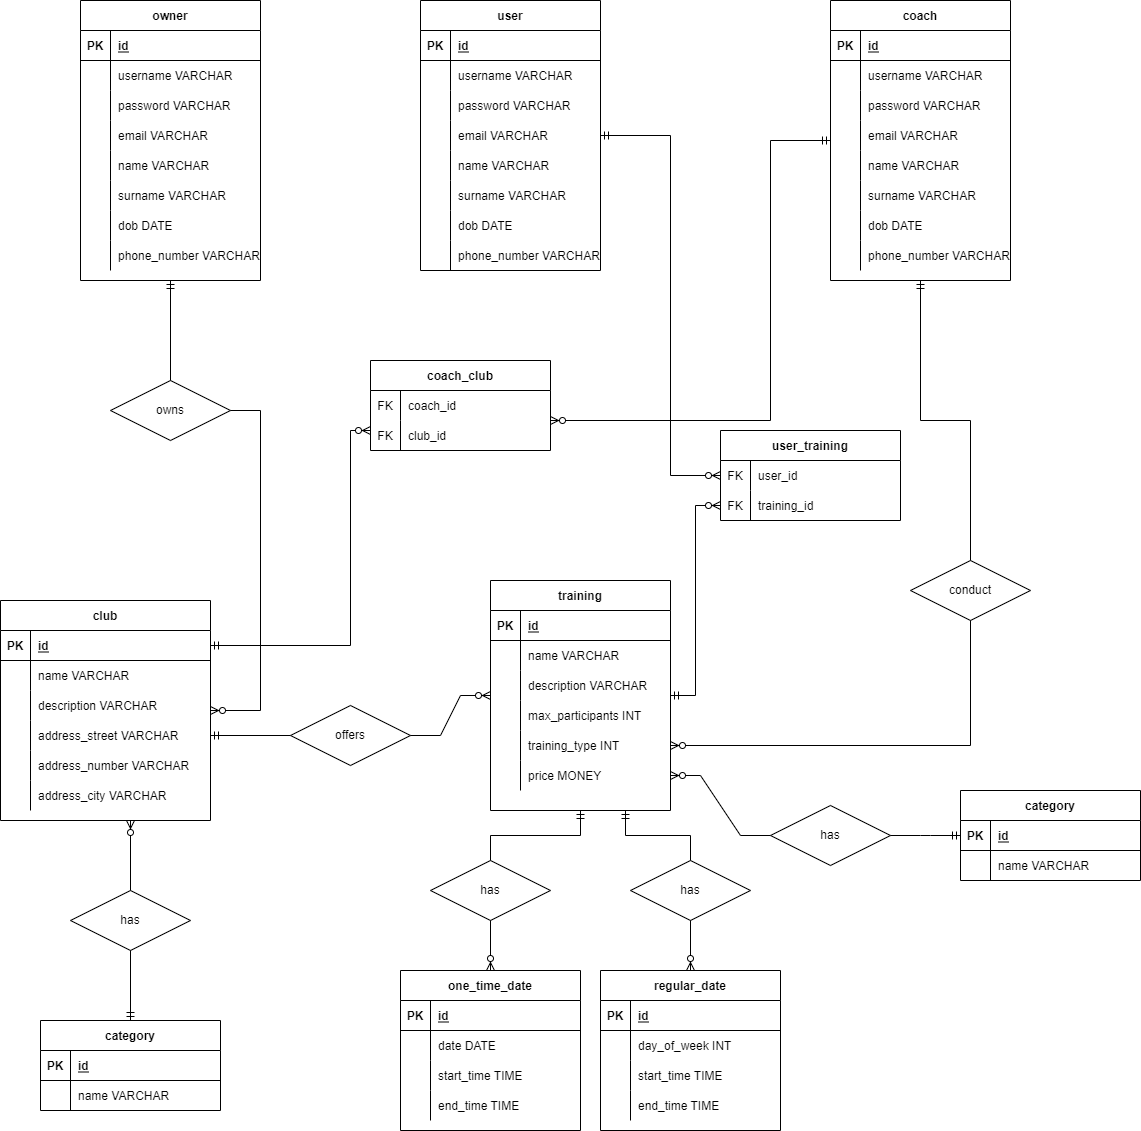 owner
PK id
username VARCHAR
password VARCHAR
email VARCHAR
name VARCHAR
surname VARCHAR
dob DATE
phone_number VARCHAR
user
PK id
username VARCHAR
password VARCHAR
email VARCHAR
name VARCHAR
surname VARCHAR
dob DATE
phone_number VARCHAR
coach
PK id
username VARCHAR
password VARCHAR
email VARCHAR
name VARCHAR
surname VARCHAR
dob DATE
phone_number VARCHAR
owns
coach_club
FK coach_id
FK club_id
user_training
FK user_id
FK training_id
conduct
club
PK id
name VARCHAR
description VARCHAR
address_street VARCHAR
address_number VARCHAR
address_city VARCHAR
offers
training
PK id
name VARCHAR
description VARCHAR
max_participants INT
training_type INT
price MONEY
has
category
PK id
name VARCHAR
has
has
has
category
PK id
name VARCHAR
one_time_date
PK id
date DATE
start_time TIME
end_time TIME
regular_date
PK id
day_of_week INT
start_time TIME
end_time TIME